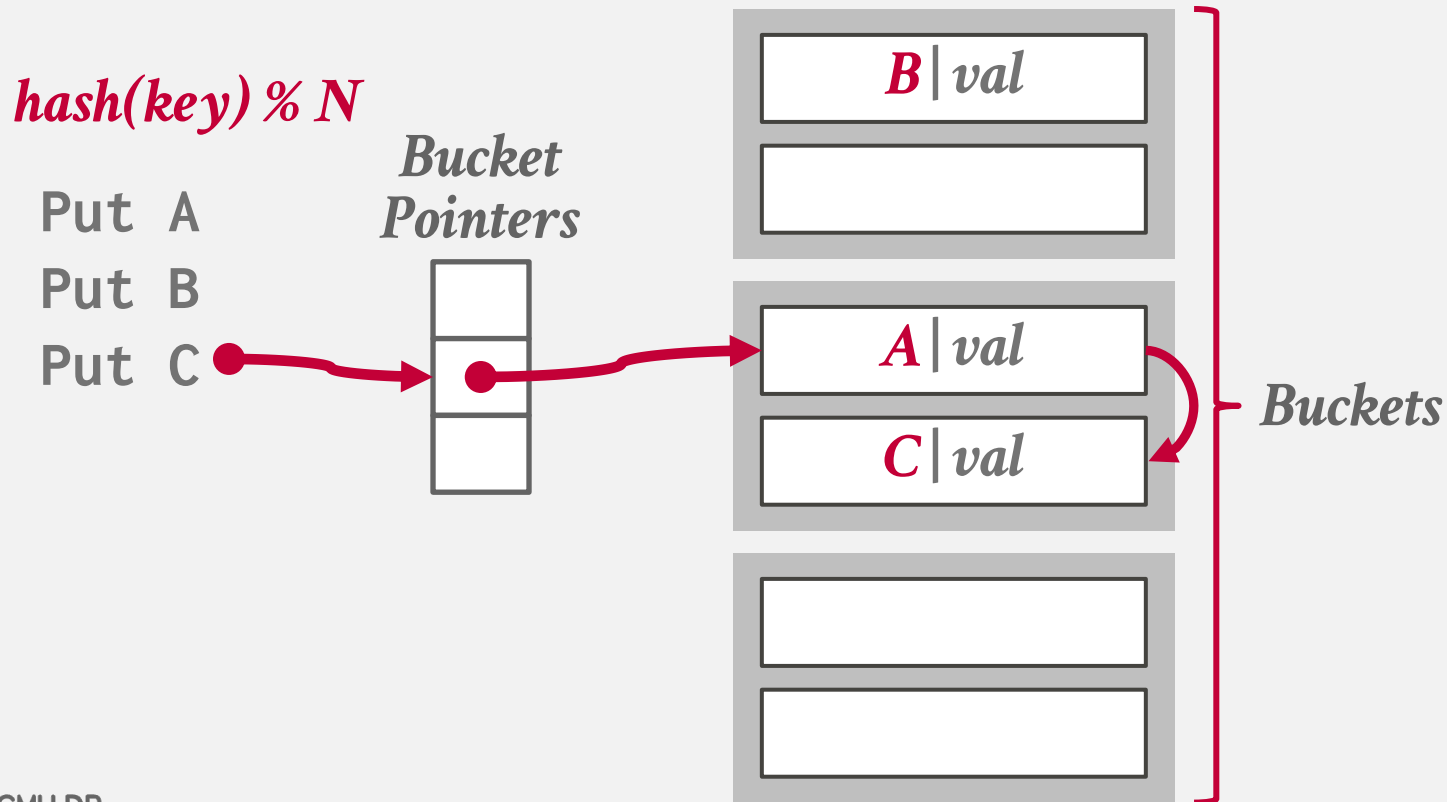 hash(key) % N
Put A
Put B
Put C
Bucket
Pointers
B|val
A|val
C|val
Buckets